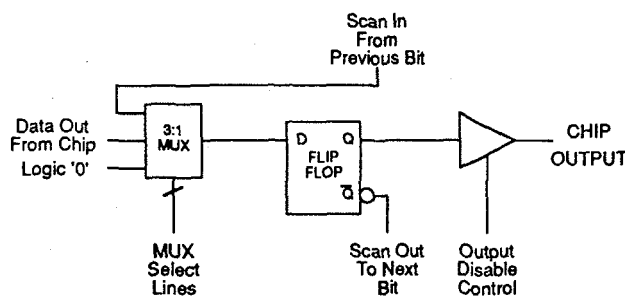 Scan In
From
Previous Bit
Data Out
From Chip
Logic '0'
3:1
MUX
D
Q
FLIP
FLOP
Q̅
CHIP
OUTPUT
MUX
Select
Lines
Scan Out
To Next
Bit
Output
Disable
Control